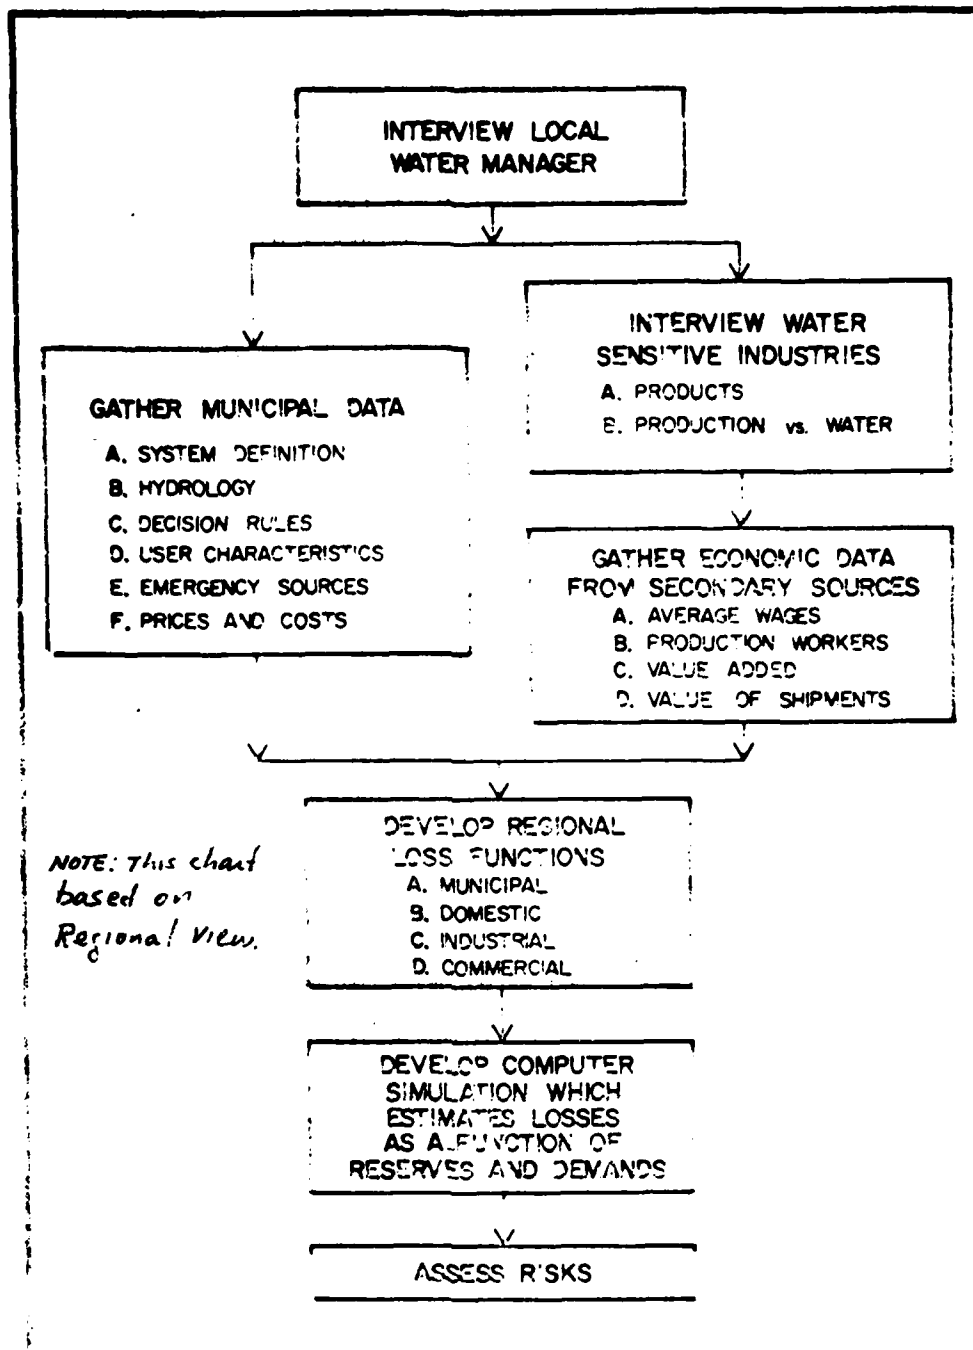 INTERVIEW LOCAL
WATER MANAGER
GATHER MUNICIPAL DATA
A. SYSTEM DEFINITION
B. HYDROLOGY
C. DECISION RULES
D. USER CHARACTERISTICS
E. EMERGENCY SOURCES
F. PRICES AND COSTS
INTERVIEW WATER
SENSITIVE INDUSTRIES
A. PRODUCTS
B. PRODUCTION vs. WATER
GATHER ECONOMIC DATA
FROM SECONDARY SOURCES
A. AVERAGE WAGES
B. PRODUCTION WORKERS
C. VALUE ADDED
D. VALUE OF SHIPMENTS
DEVELOP REGIONAL
LOSS FUNCTIONS
A. MUNICIPAL
B. DOMESTIC
C. INDUSTRIAL
D. COMMERCIAL
NOTE: This chart
based on
Regional View.
DEVELOP COMPUTER
SIMULATION WHICH
ESTIMATES LOSSES
AS A FUNCTION OF
RESERVES AND DEMANDS
ASSESS RISKS